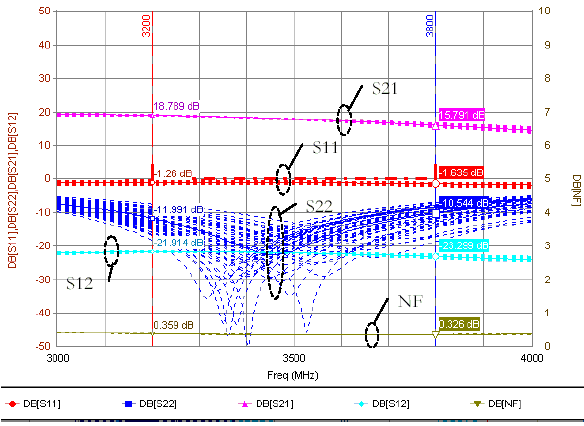 50
40
30
20
10
0
-10
-20
-30
-40
-50
DB[S11],DB[S22],DB[S21],DB[S12]
3200
3800
10
9
8
7
6
5
4
3
2
1
0
DB[NF]
18.789 dB
S21
15.791 dB
S11
-1.26 dB
-1.635 dB
S22
-11.991 dB
-10.544 dB
-21.914 dB
-23.299 dB
S12
NF
0.359 dB
0.326 dB
3000
3500
4000
Freq (MHz)
DB[S11]
DB[S22]
DB[S21]
DB[S12]
DB[NF]